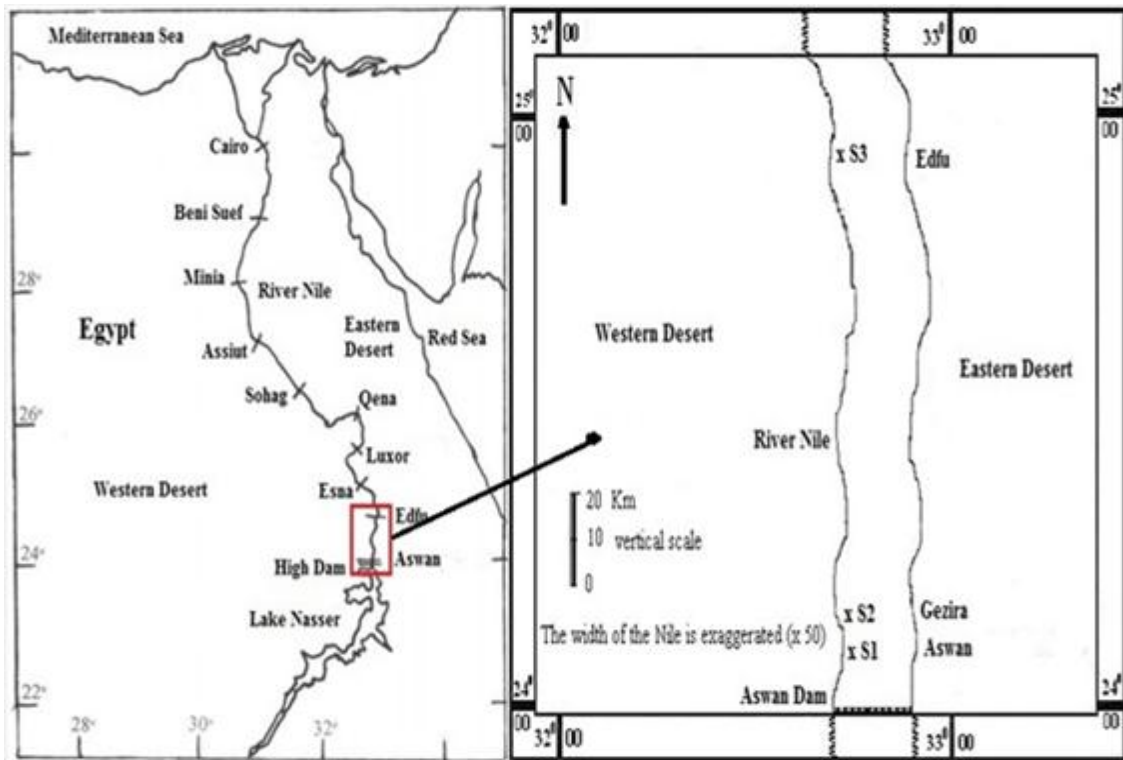 Mediterranean Sea
Cairo
Beni Suef
Minia
River Nile
28°
Egypt
Eastern
Desert
Red Sea
Assiut
Sohag
Qena
26°
Luxor
Western Desert
Esna
Edfu
24°
High Dam
Aswan
Lake Nasser
22°
30°
32°
32⁰
00
33⁰
00
25⁰
00
25⁰
00
N
x S3
Edfu
Western Desert
Eastern Desert
River Nile
20 Km
10 vertical scale
0
x S2
Gezira
The width of the Nile is exaggerated (x 50)
x S1
Aswan
Aswan Dam
24⁰
00
24⁰
00
32⁰
00
33⁰
00